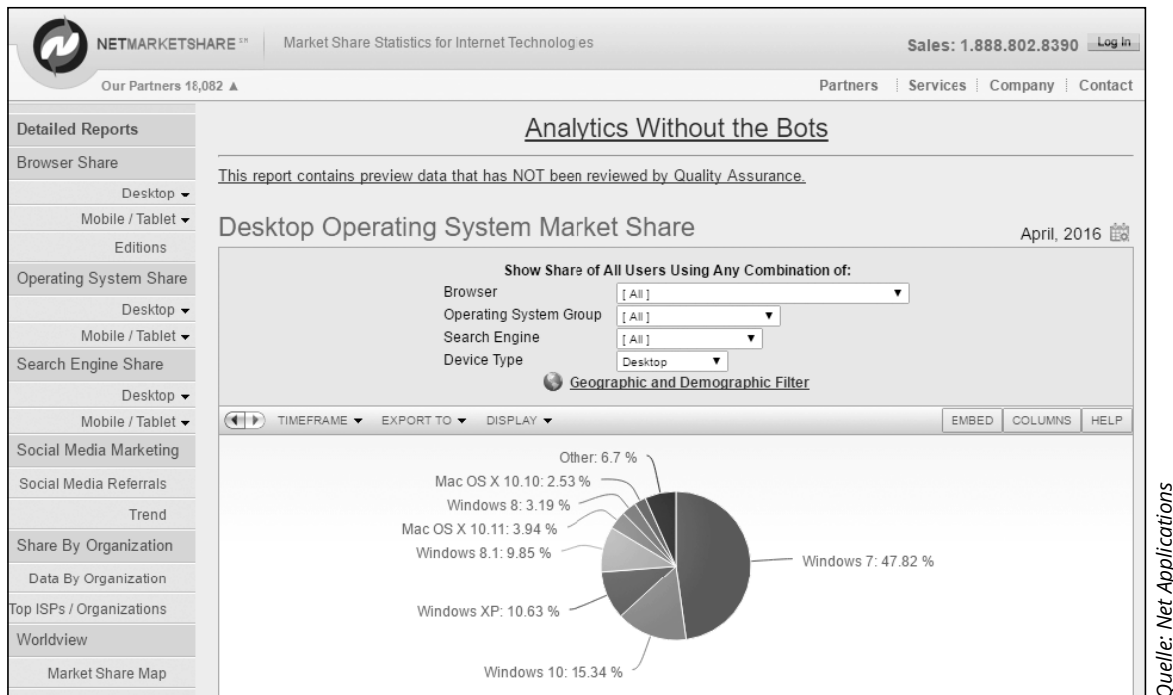 NETMARKETSHARE SM
Market Share Statistics for Internet Technologies
Sales: 1.888.802.8390
Log In
Our Partners 18,082 ▲
Partners
Services
Company
Contact
Detailed Reports
Browser Share
Desktop
Mobile / Tablet
Editions
Operating System Share
Desktop
Mobile / Tablet
Search Engine Share
Desktop
Mobile / Tablet
Social Media Marketing
Social Media Referrals
Trend
Share By Organization
Data By Organization
Top ISPs / Organizations
Worldview
Market Share Map
Analytics Without the Bots
This report contains preview data that has NOT been reviewed by Quality Assurance.
Desktop Operating System Market Share
April, 2016
Show Share of All Users Using Any Combination of:
Browser [ All ]
Operating System Group [ All ]
Search Engine [ All ]
Device Type Desktop
Geographic and Demographic Filter
TIMEFRAME EXPORT TO DISPLAY EMBED COLUMNS HELP
Other: 6.7 %
Mac OS X 10.10: 2.53 %
Windows 8: 3.19 %
Mac OS X 10.11: 3.94 %
Windows 8.1: 9.85 %
Windows XP: 10.63 %
Windows 10: 15.34 %
Windows 7: 47.82 %
Quelle: Net Applications